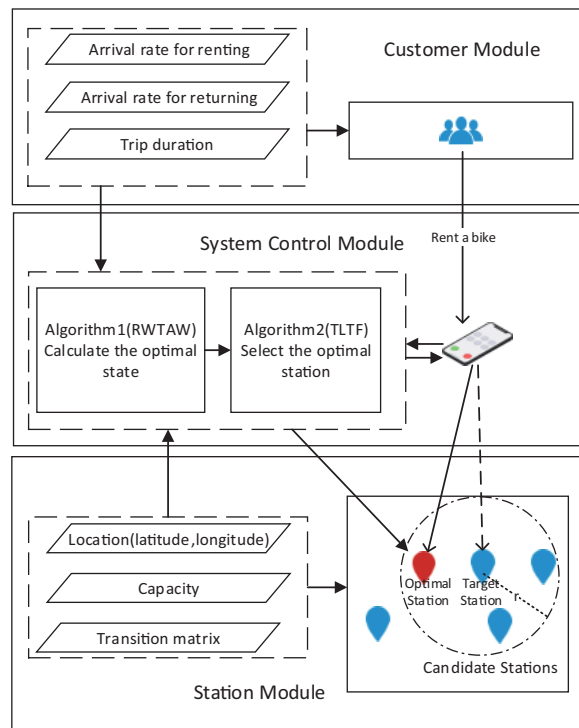 Arrival rate for renting
Customer Module
Arrival rate for returning
Trip duration
System Control Module
Rent a bike
Algorithm1(RWTAW)
Calculate the optimal
state
Algorithm2(TLTF)
Select the optimal
station
Location(latitude,longitude)
Capacity
Transition matrix
Optimal
Station
Target
Station
r
Candidate Stations
Station Module